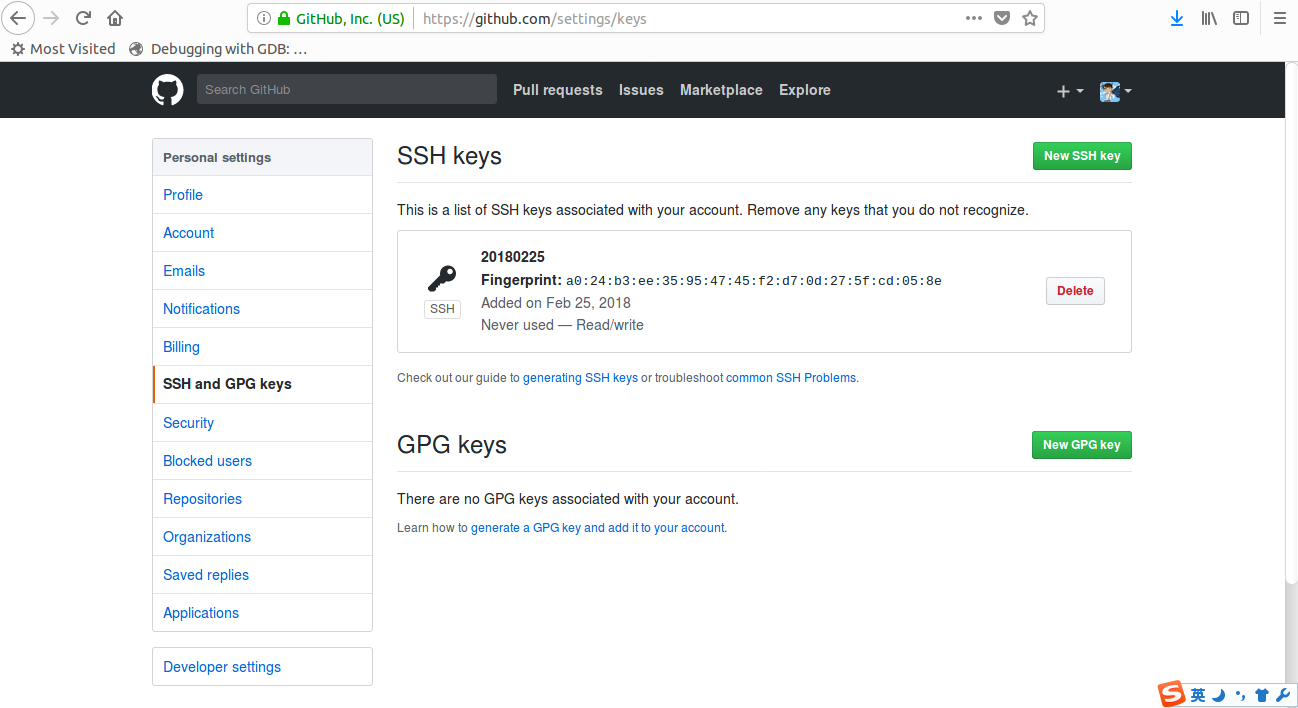 GitHub, Inc. (US) https://github.com/settings/keys
Most Visited Debugging with GDB: ...
Search GitHub Pull requests Issues Marketplace Explore
Personal settings
Profile
Account
Emails
Notifications
Billing
SSH and GPG keys
Security
Blocked users
Repositories
Organizations
Saved replies
Applications
Developer settings
SSH keys New SSH key
This is a list of SSH keys associated with your account. Remove any keys that you do not recognize.
20180225
Fingerprint: a0:24:b3:ee:35:95:47:45:f2:d7:0d:27:5f:cd:05:8e
SSH
Added on Feb 25, 2018
Never used — Read/write
Delete
Check out our guide to generating SSH keys or troubleshoot common SSH Problems.
GPG keys New GPG key
There are no GPG keys associated with your account.
Learn how to generate a GPG key and add it to your account.
S 英